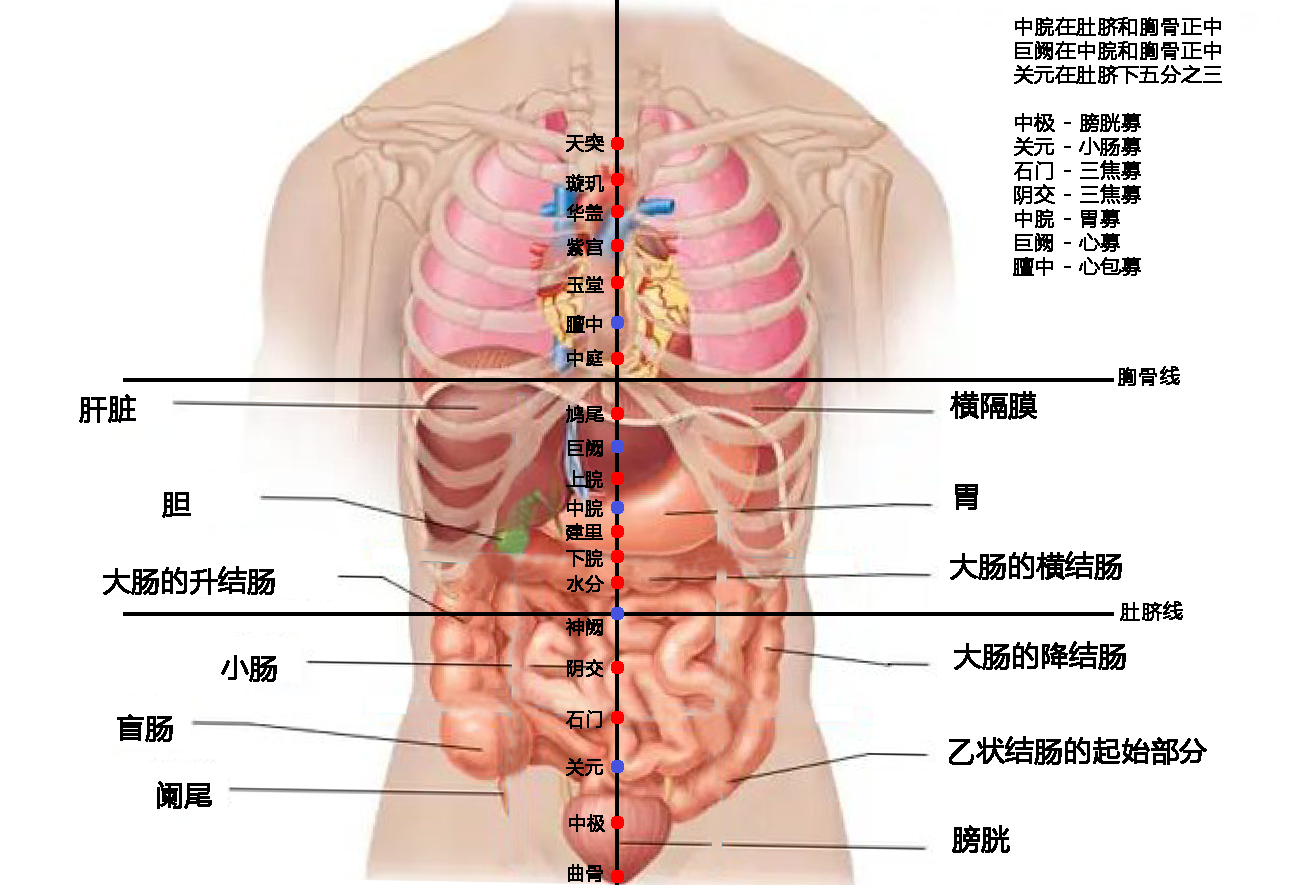 中脘在肚脐和胸骨正中
巨阙在中脘和胸骨正中
关元在肚脐下五分之三
中极 - 膀胱募
关元 - 小肠募
石门 - 三焦募
阴交 - 三焦募
中脘 - 胃募
巨阙 - 心募
膻中 - 心包募
天突
璇玑
华盖
紫宫
玉堂
膻中
中庭
胸骨线
肝脏
横隔膜
鸠尾
巨阙
上脘
胆
胃
中脘
建里
下脘
大肠的升结肠
水分
大肠的横结肠
肚脐线
神阙
小肠
阴交
大肠的降结肠
盲肠
石门
乙状结肠的起始部分
关元
阑尾
中极
膀胱
曲骨